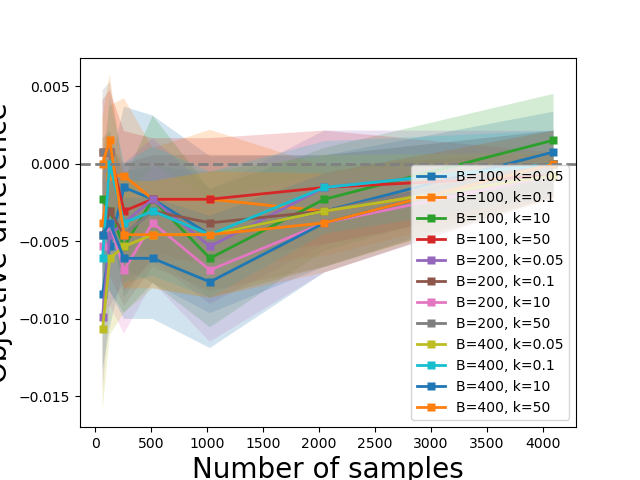 0.005
0.000
−0.005
−0.010
−0.015
Objective difference
0
500
1000
1500
2000
2500
3000
3500
4000
Number of samples
B=100, k=0.05
B=100, k=0.1
B=100, k=10
B=100, k=50
B=200, k=0.05
B=200, k=0.1
B=200, k=10
B=200, k=50
B=400, k=0.05
B=400, k=0.1
B=400, k=10
B=400, k=50